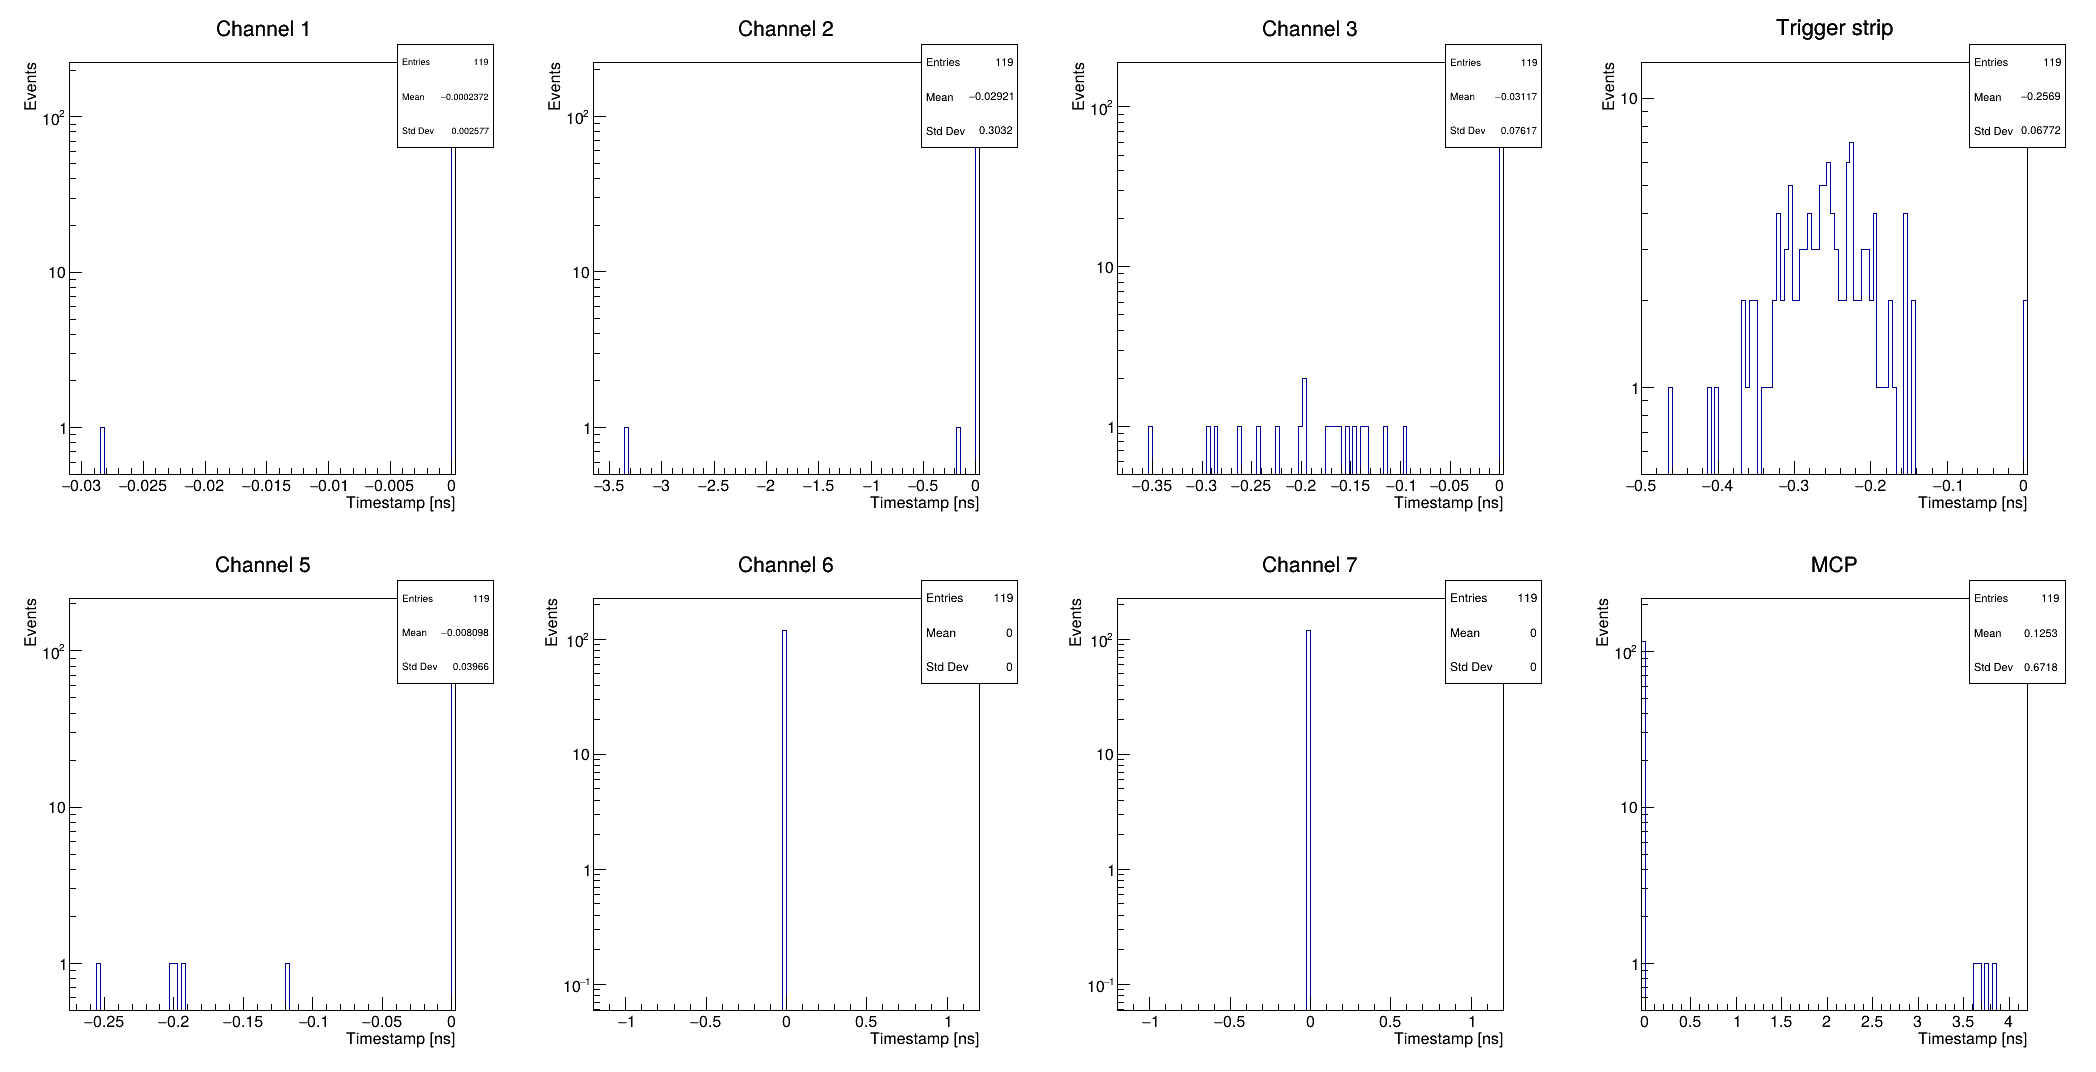 Channel 1
Entries 119
Mean −0.0002372
Std Dev 0.002577
Events
10²
10
1
−0.03 −0.025 −0.02 −0.015 −0.01 −0.005 0
Timestamp [ns]
Channel 2
Entries 119
Mean −0.02921
Std Dev 0.3032
Events
10²
10
1
−3.5 −3 −2.5 −2 −1.5 −1 −0.5 0
Timestamp [ns]
Channel 3
Entries 119
Mean −0.03117
Std Dev 0.07617
Events
10²
10
1
−0.35 −0.3 −0.25 −0.2 −0.15 −0.1 −0.05 0
Timestamp [ns]
Trigger strip
Entries 119
Mean −0.2569
Std Dev 0.06772
Events
10
1
−0.5 −0.4 −0.3 −0.2 −0.1 0
Timestamp [ns]
Channel 5
Entries 119
Mean −0.008098
Std Dev 0.03966
Events
10²
10
1
−0.25 −0.2 −0.15 −0.1 −0.05 0
Timestamp [ns]
Channel 6
Entries 119
Mean 0
Std Dev 0
Events
10²
10
1
10⁻¹
−1 −0.5 0 0.5 1
Timestamp [ns]
Channel 7
Entries 119
Mean 0
Std Dev 0
Events
10²
10
1
10⁻¹
−1 −0.5 0 0.5 1
Timestamp [ns]
MCP
Entries 119
Mean 0.1253
Std Dev 0.6718
Events
10²
10
1
0 0.5 1 1.5 2 2.5 3 3.5 4
Timestamp [ns]